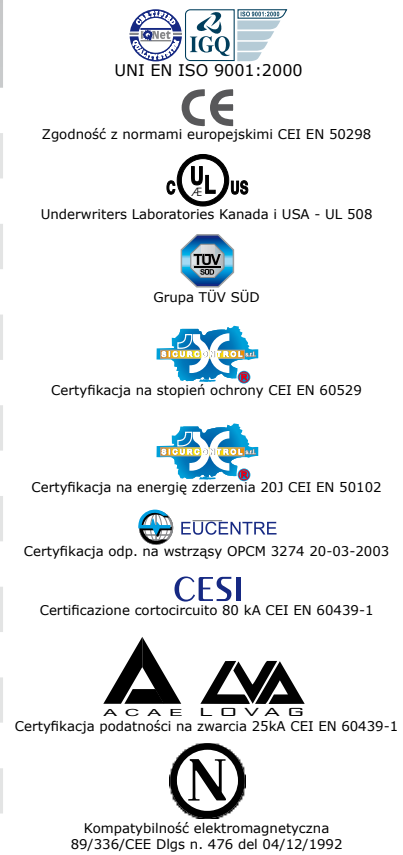 CERTIFIED
IQNet
ISO 9001:2000
IGQ
UNI EN ISO 9001:2000
CE
Zgodność z normami europejskimi CEI EN 50298
C UL US
Æ
Underwriters Laboratories Kanada i USA - UL 508
TÜV
SÜD
Grupa TÜV SÜD
SICURCONTROL s.r.l.
Certyfikacja na stopień ochrony CEI EN 60529
SICURCONTROL s.r.l.
Certyfikacja na energię zderzenia 20J CEI EN 50102
EUCENTRE
Certyfikacja odp. na wstrząsy OPCM 3274 20-03-2003
CESI
Certificazione cortocircuito 80 kA CEI EN 60439-1
ACAE LOVAG
Certyfikacja podatności na zwarcia 25kA CEI EN 60439-1
N
Kompatybilność elektromagnetyczna
89/336/CEE Dlgs n. 476 del 04/12/1992